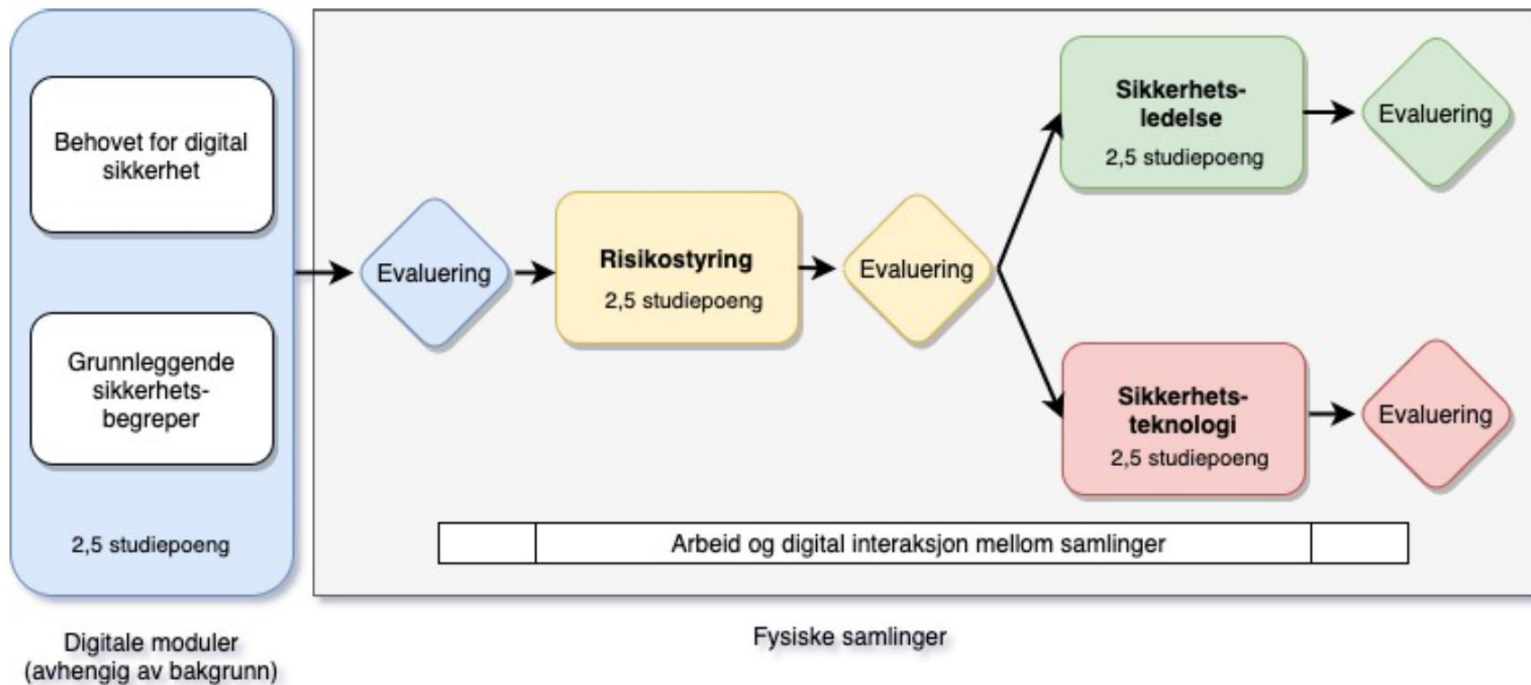 Behovet for digital
sikkerhet
Grunnleggende
sikkerhets-
begreper
2,5 studiepoeng
Digitale moduler
(avhengig av bakgrunn)
Evaluering
Risikostyring
2,5 studiepoeng
Evaluering
Sikkerhets-
ledelse
2,5 studiepoeng
Evaluering
Sikkerhets-
teknologi
2,5 studiepoeng
Evaluering
Arbeid og digital interaksjon mellom samlinger
Fysiske samlinger